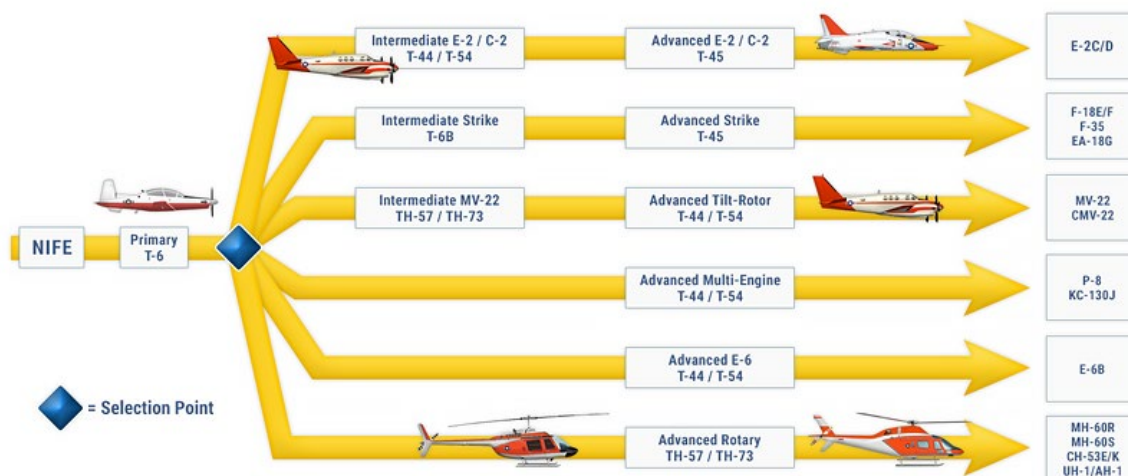 NIFE
Primary
T-6
Intermediate E-2 / C-2
T-44 / T-54
Advanced E-2 / C-2
T-45
E-2C/D
Intermediate Strike
T-6B
Advanced Strike
T-45
F-18E/F
F-35
EA-18G
Intermediate MV-22
TH-57 / TH-73
Advanced Tilt-Rotor
T-44 / T-54
MV-22
CMV-22
Advanced Multi-Engine
T-44 / T-54
P-8
KC-130J
Advanced E-6
T-44 / T-54
E-6B
Advanced Rotary
TH-57 / TH-73
MH-60R
MH-60S
CH-53E/K
UH-1/AH-1
= Selection Point